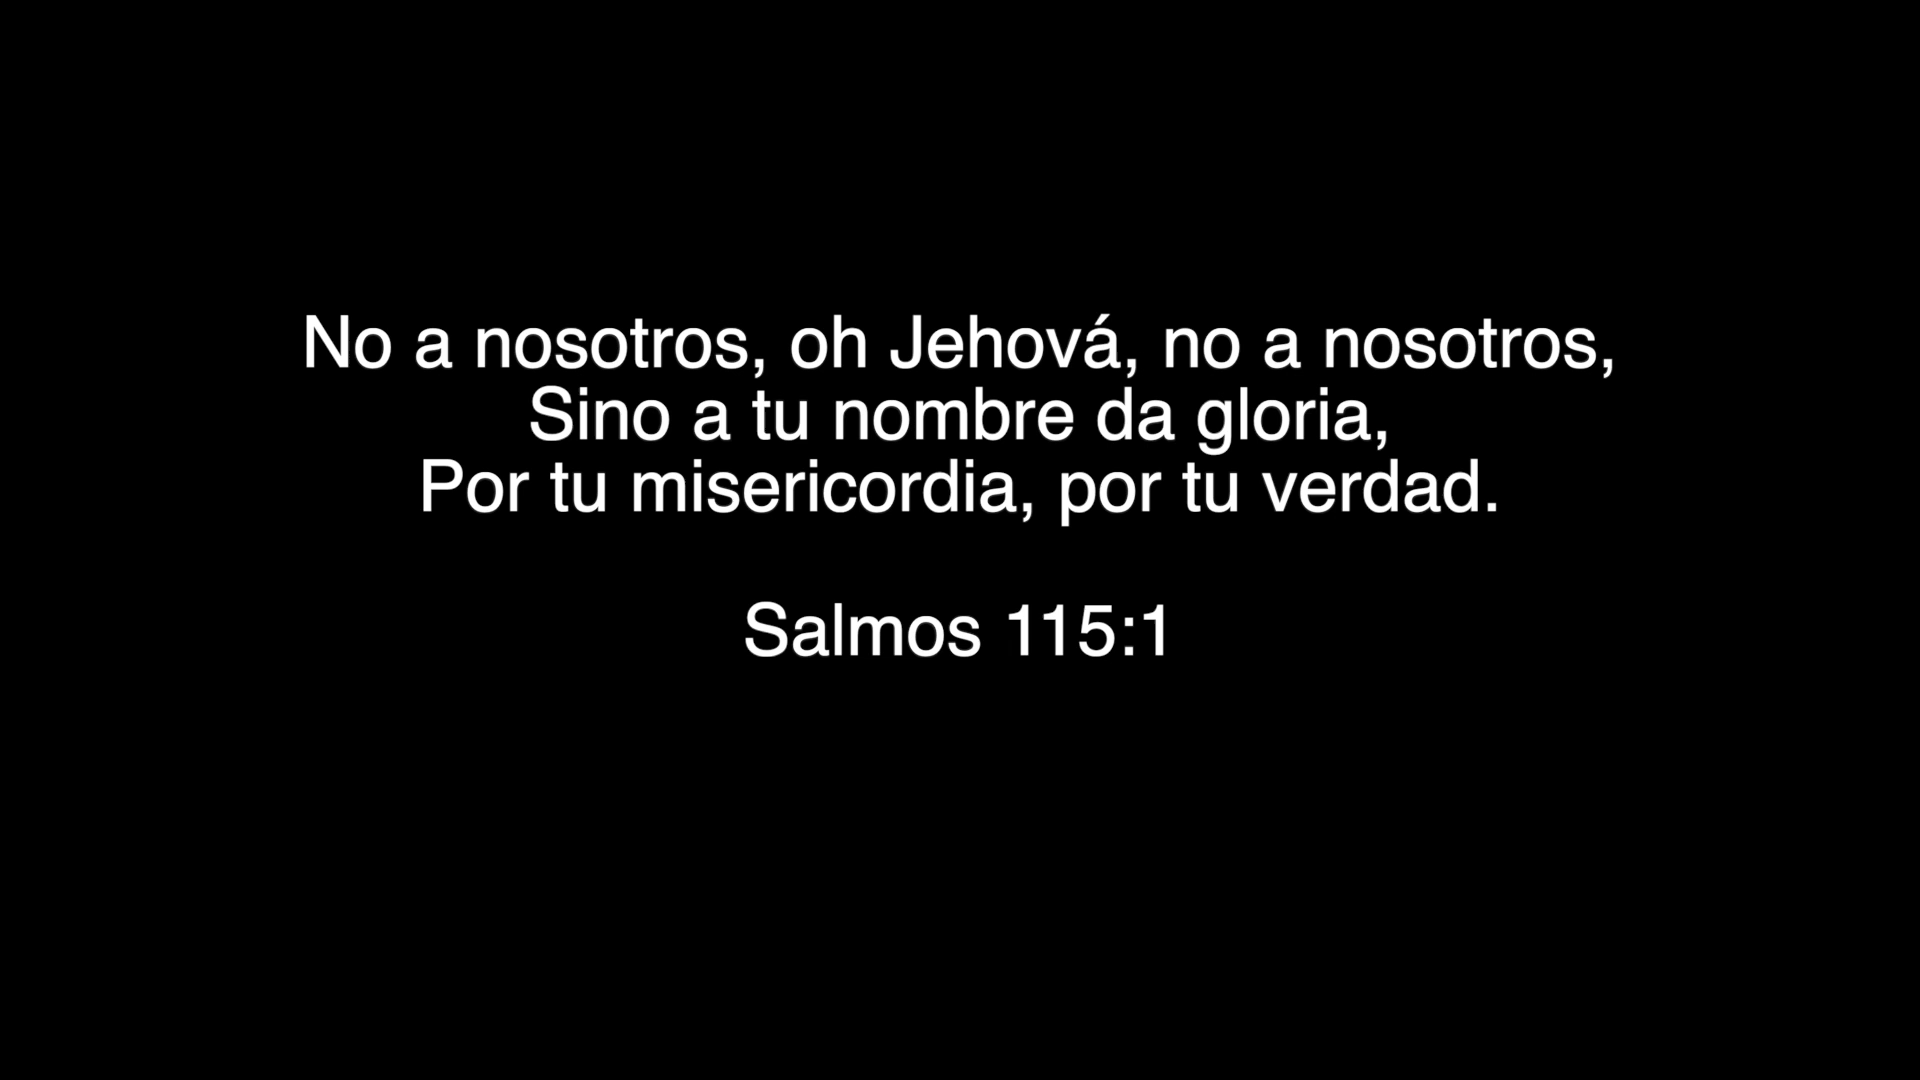 No a nosotros, oh Jehová, no a nosotros,
Sino a tu nombre da gloria,
Por tu misericordia, por tu verdad.
Salmos 115:1